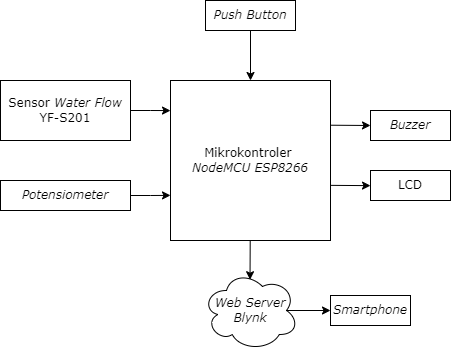 Push Button
Sensor Water Flow
YF-S201
Buzzer
Mikrokontroler
NodeMCU ESP8266
Potensiometer
LCD
Web Server
Blynk
Smartphone